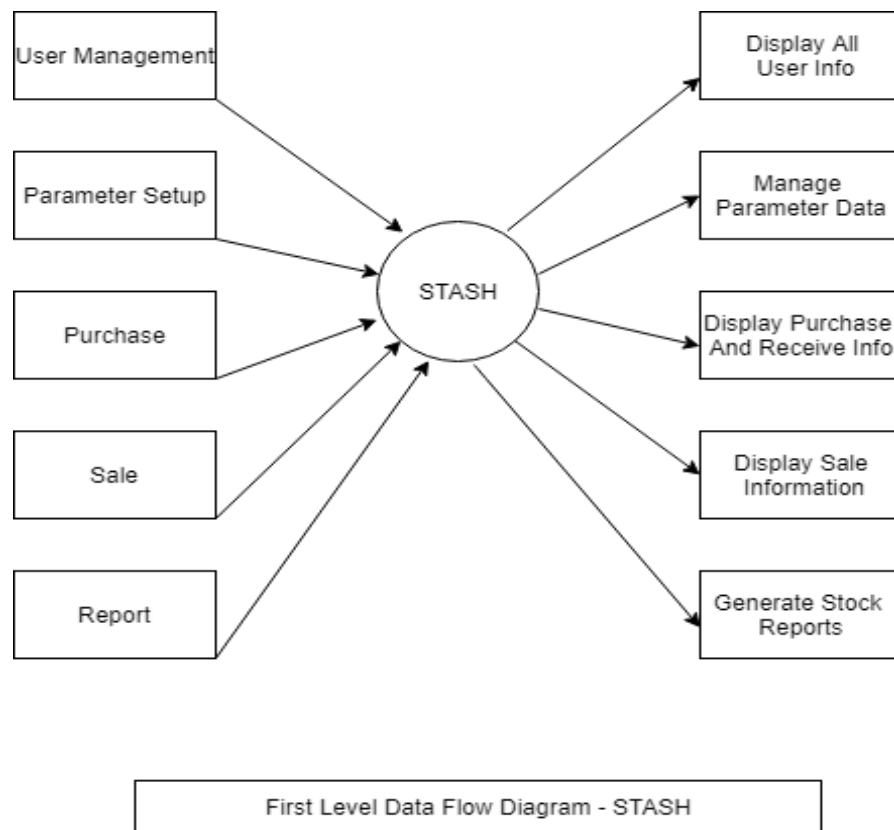 User Management
Display All
User Info
Parameter Setup
Manage
Parameter Data
STASH
Purchase
Display Purchase
And Receive Info
Sale
Display Sale
Information
Report
Generate Stock
Reports
First Level Data Flow Diagram - STASH